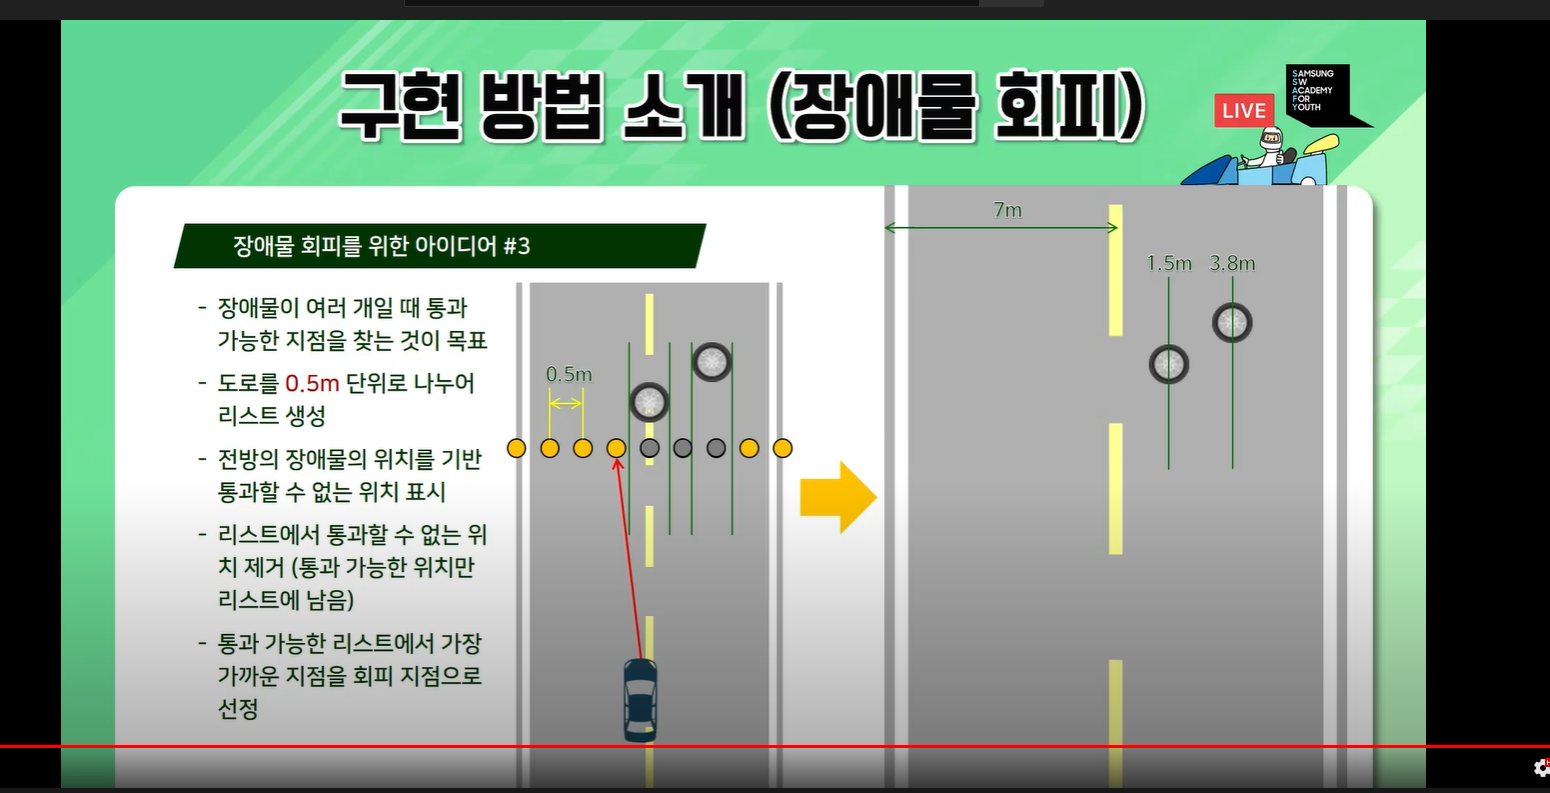 구현 방법 소개 (장애물 회피)
LIVE
SAMSUNG
SW
ACADEMY
FOR
YOUTH
장애물 회피를 위한 아이디어 #3
- 장애물이 여러 개일 때 통과
가능한 지점을 찾는 것이 목표
- 도로를 0.5m 단위로 나누어
리스트 생성
- 전방의 장애물의 위치를 기반
통과할 수 없는 위치 표시
- 리스트에서 통과할 수 없는 위
치 제거 (통과 가능한 위치만
리스트에 남음)
- 통과 가능한 리스트에서 가장
가까운 지점을 회피 지점으로
선정
0.5m
7m
1.5m 3.8m